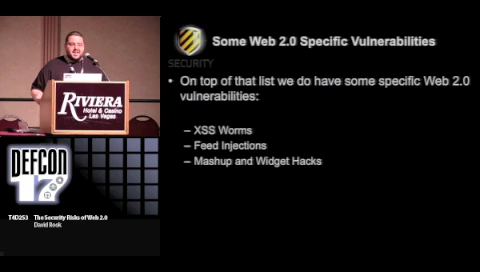 RIVIERA
Hotel & Casino
Las Vegas
DEFCON
17
T4D253 The Security Risks of Web 2.0
David Rook
Some Web 2.0 Specific Vulnerabilities
SECURITY
• On top of that list we do have some specific Web 2.0
vulnerabilities:
– XSS Worms
– Feed Injections
– Mashup and Widget Hacks